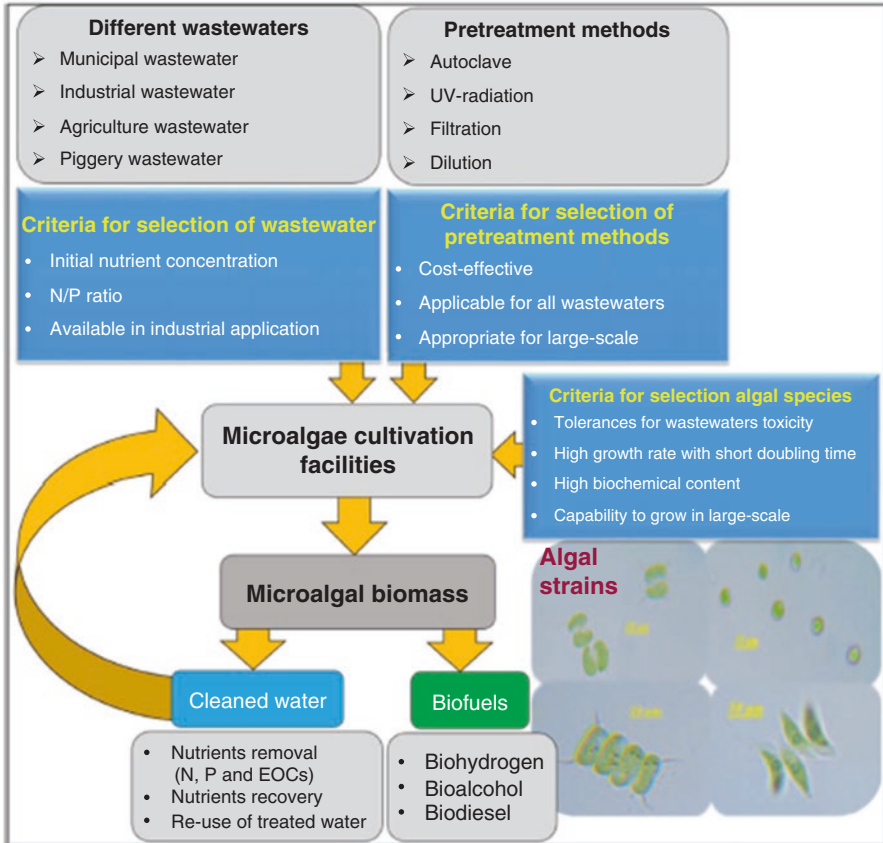 Different wastewaters
➢ Municipal wastewater
➢ Industrial wastewater
➢ Agriculture wastewater
➢ Piggery wastewater
Pretreatment methods
➢ Autoclave
➢ UV-radiation
➢ Filtration
➢ Dilution
Criteria for selection of wastewater
• Initial nutrient concentration
• N/P ratio
• Available in industrial application
Criteria for selection of
pretreatment methods
• Cost-effective
• Applicable for all wastewaters
• Appropriate for large-scale
Criteria for selection algal species
• Tolerances for wastewaters toxicity
• High growth rate with short doubling time
• High biochemical content
• Capability to grow in large-scale
Microalgae cultivation
facilities
Microalgal biomass
Algal
strains
Cleaned water
• Nutrients removal
(N, P and EOCs)
• Nutrients recovery
• Re-use of treated water
Biofuels
• Biohydrogen
• Bioalcohol
• Biodiesel